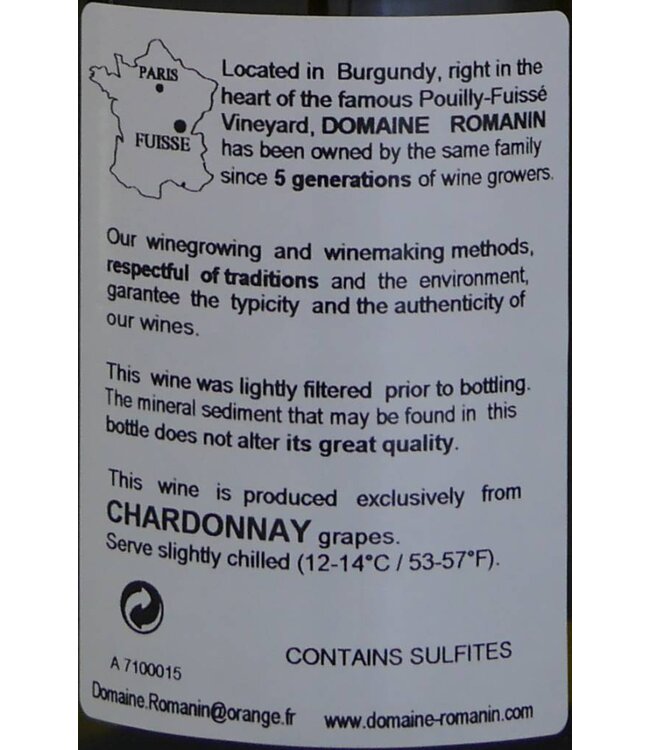 PARIS
FUISSE
Located in Burgundy, right in the
heart of the famous Pouilly-Fuissé
Vineyard, DOMAINE ROMANIN
has been owned by the same family
since 5 generations of wine growers.
Our winegrowing and winemaking methods,
respectful of traditions and the environment,
garantee the typicity and the authenticity of
our wines.
This wine was lightly filtered prior to bottling.
The mineral sediment that may be found in this
bottle does not alter its great quality.
This wine is produced exclusively from
CHARDONNAY grapes.
Serve slightly chilled (12-14°C / 53-57°F).
CONTAINS SULFITES
A 7100015
Domaine.Romanin@orange.fr www.domaine-romanin.com